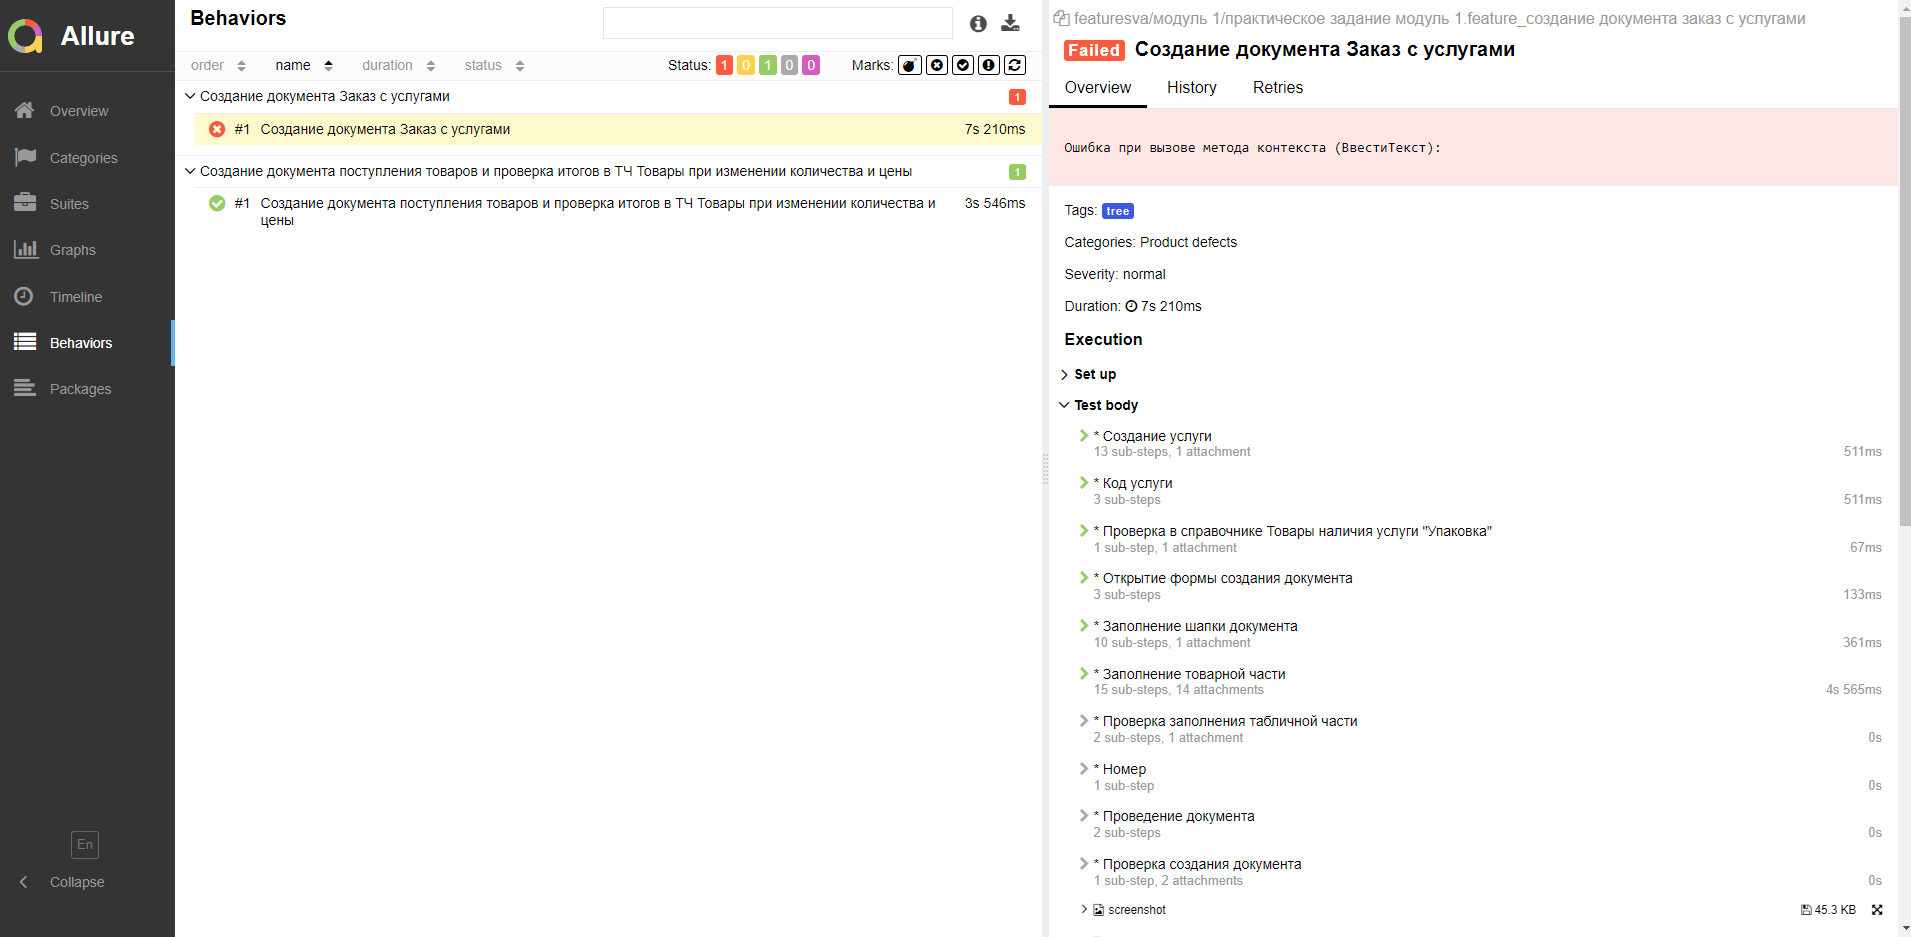 Allure
Overview
Categories
Suites
Graphs
Timeline
Behaviors
Packages
En
Collapse
Behaviors
order name duration status Status: 1 0 1 0 0 Marks:
Создание документа Заказ с услугами 1
#1 Создание документа Заказ с услугами 7s 210ms
Создание документа поступления товаров и проверка итогов в ТЧ Товары при изменении количества и цены 1
#1 Создание документа поступления товаров и проверка итогов в ТЧ Товары при изменении количества и 3s 546ms
цены
featuresva/модуль 1/практическое задание модуль 1.feature_создание документа заказ с услугами
Failed Создание документа Заказ с услугами
Overview History Retries
Ошибка при вызове метода контекста (ВвестиТекст):
Tags: tree
Categories: Product defects
Severity: normal
Duration: 7s 210ms
Execution
Set up
Test body
* Создание услуги
13 sub-steps, 1 attachment 511ms
* Код услуги
3 sub-steps 511ms
* Проверка в справочнике Товары наличия услуги "Упаковка"
1 sub-step, 1 attachment 67ms
* Открытие формы создания документа
3 sub-steps 133ms
* Заполнение шапки документа
10 sub-steps, 1 attachment 361ms
* Заполнение товарной части
15 sub-steps, 14 attachments 4s 565ms
* Проверка заполнения табличной части
2 sub-steps, 1 attachment 0s
* Номер
1 sub-step 0s
* Проведение документа
2 sub-steps 0s
* Проверка создания документа
1 sub-step, 2 attachments 0s
screenshot 45.3 KB